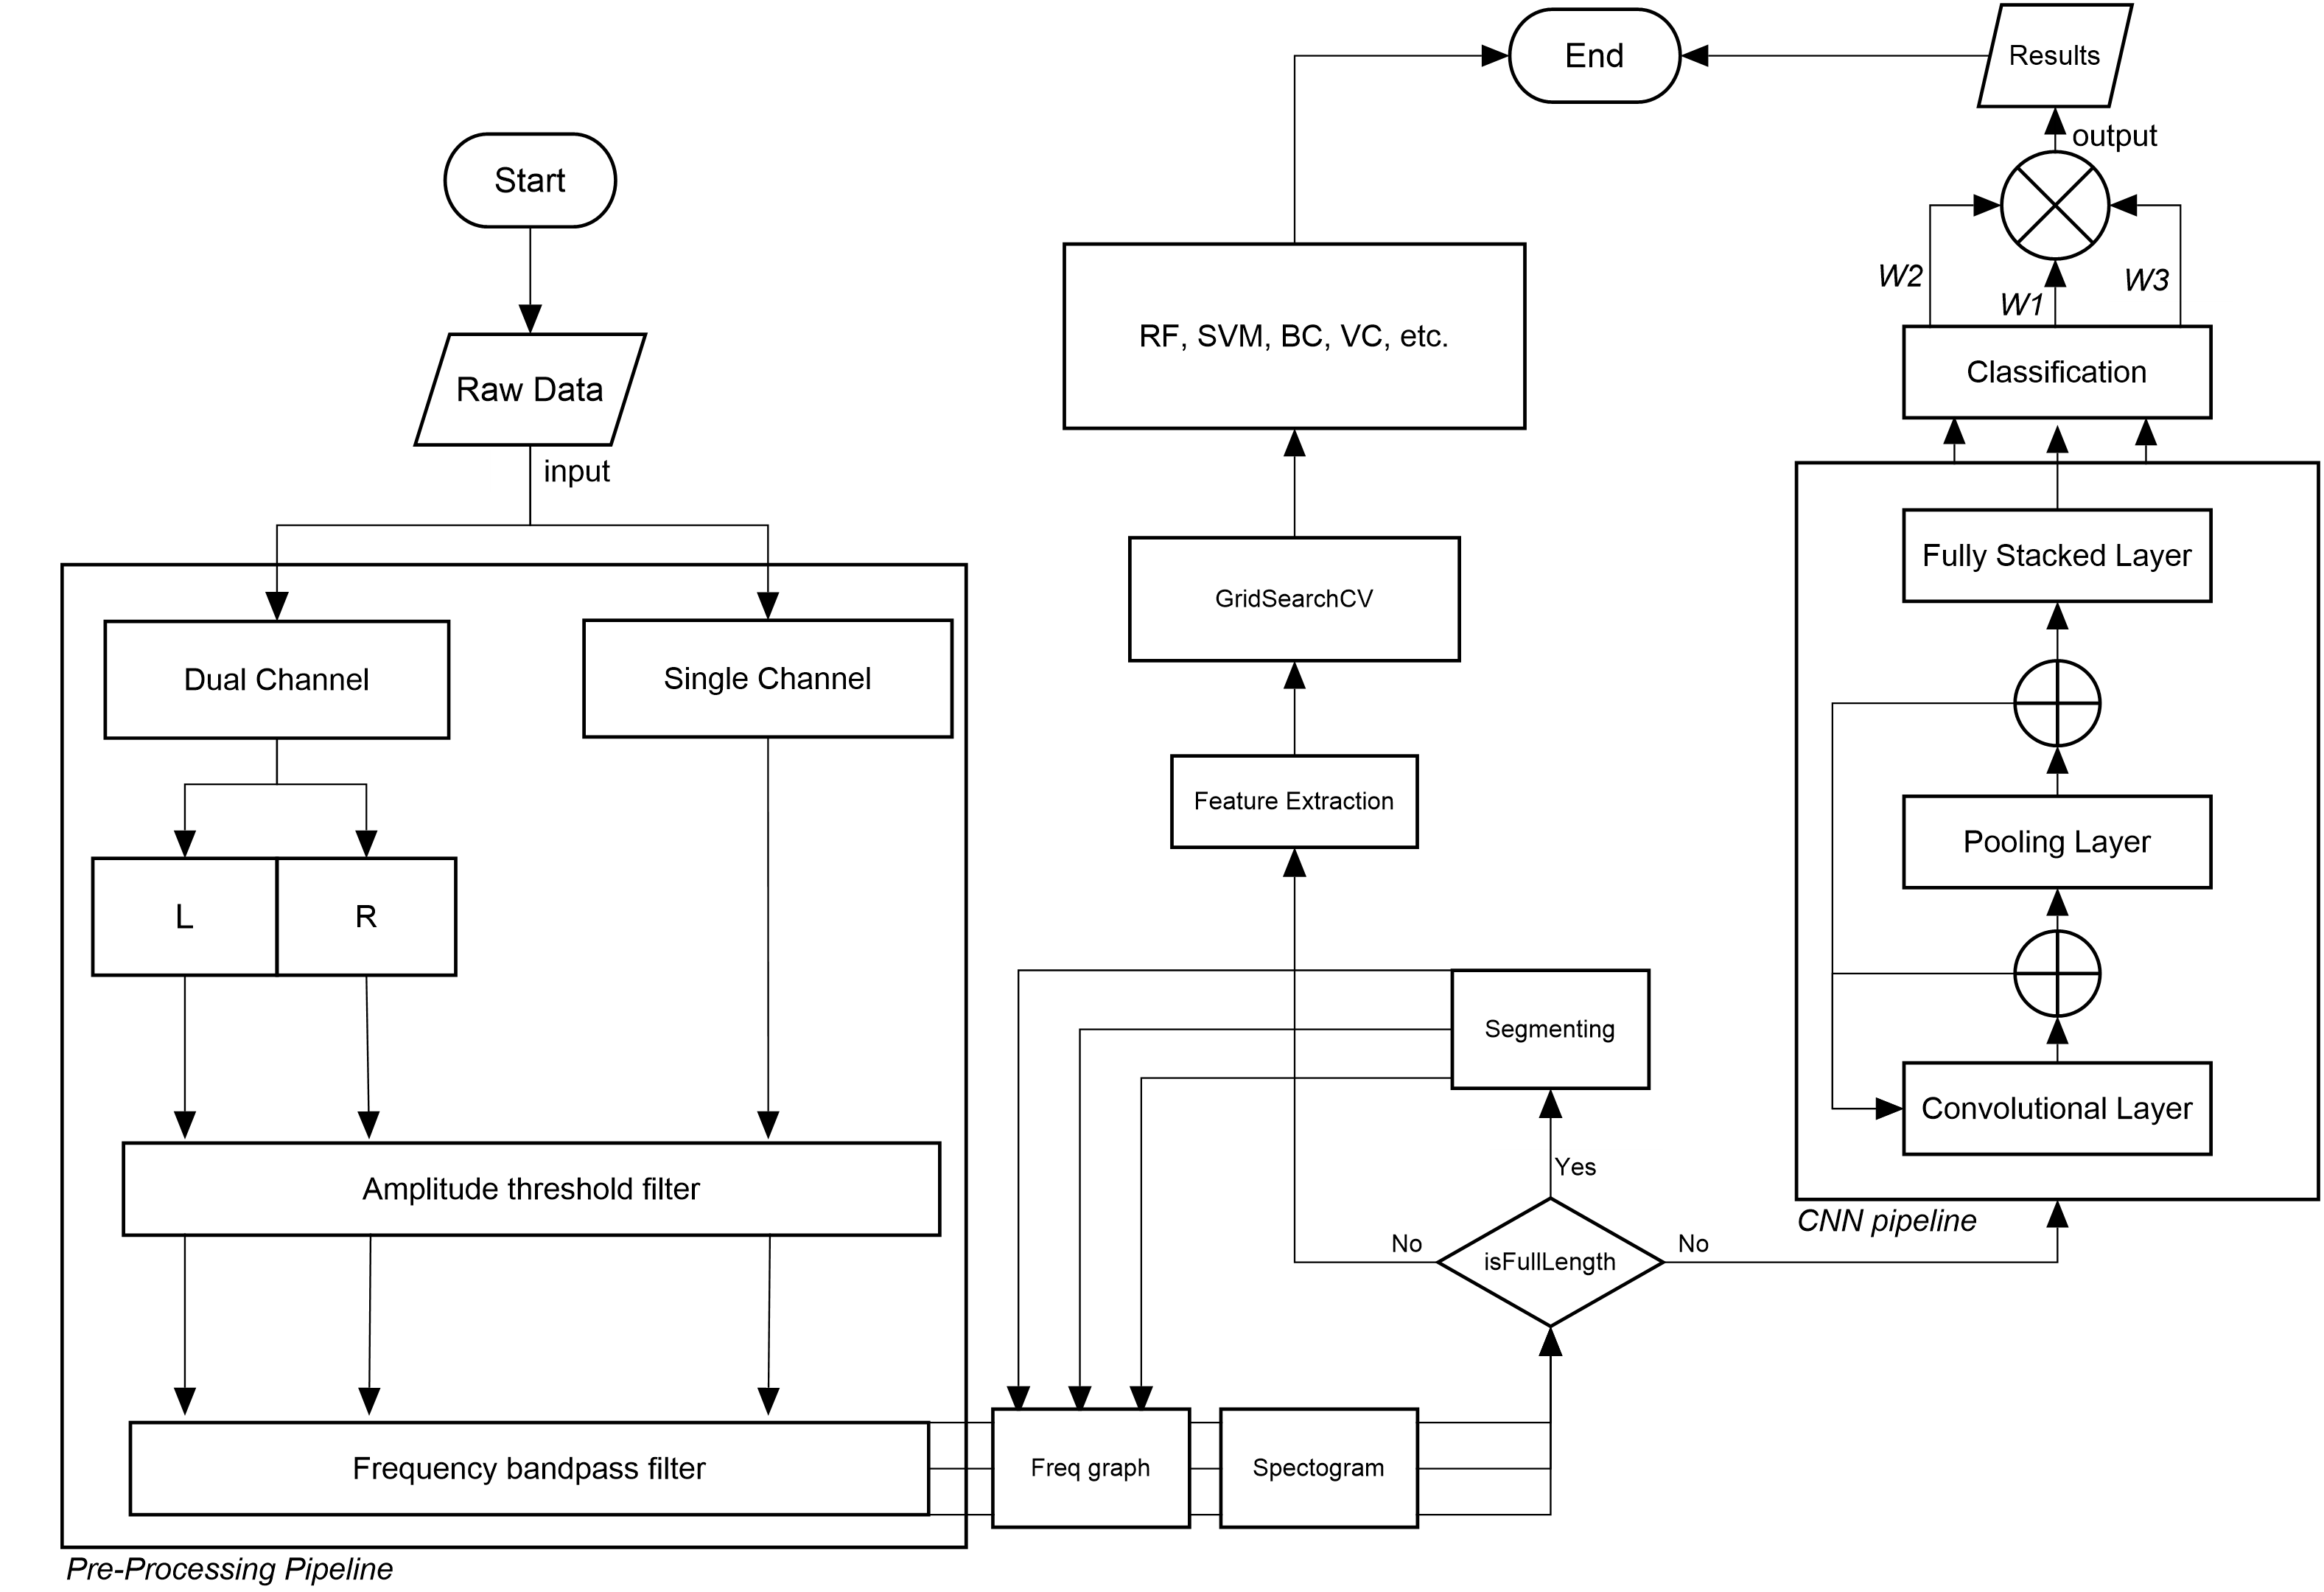 Start
Raw Data
input
Dual Channel
Single Channel
L
R
Amplitude threshold filter
Frequency bandpass filter
Pre-Processing Pipeline
Freq graph
Spectogram
isFullLength
Yes
No
No
Segmenting
Feature Extraction
GridSearchCV
RF, SVM, BC, VC, etc.
End
CNN pipeline
Convolutional Layer
Pooling Layer
Fully Stacked Layer
Classification
W2
W1
W3
output
Results